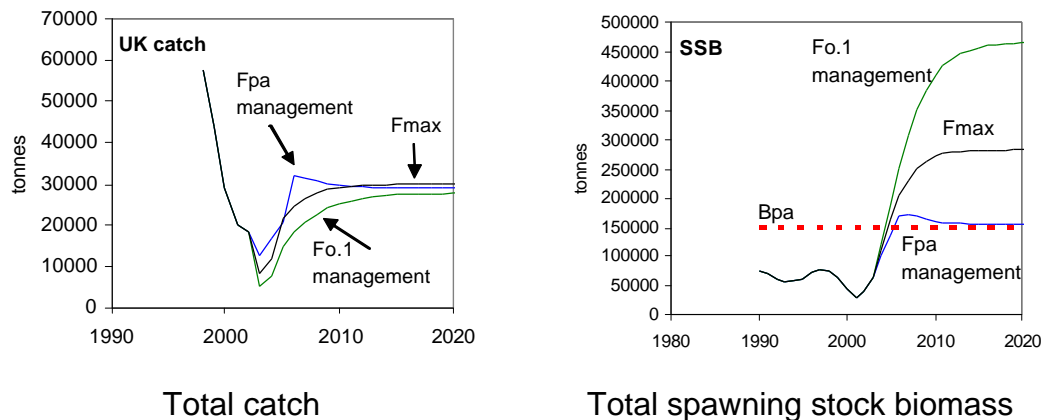 UK catch
Fpa
management
Fmax
Fo.1
management
tonnes
70000
60000
50000
40000
30000
20000
10000
0
1990
2000
2010
2020
Total catch
SSB
Fo.1
management
Fmax
Bpa
Fpa
management
tonnes
500000
450000
400000
350000
300000
250000
200000
150000
100000
50000
0
1980
1990
2000
2010
2020
Total spawning stock biomass